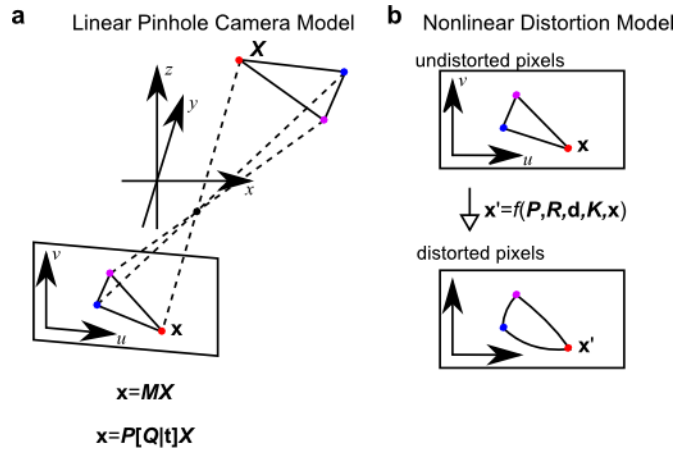 a Linear Pinhole Camera Model
X
z
y
x
v
u
x
x=MX
x=P[Q|t]X
b Nonlinear Distortion Model
undistorted pixels
v
x
u
x'=f(P,R,d,K,x)
distorted pixels
x'